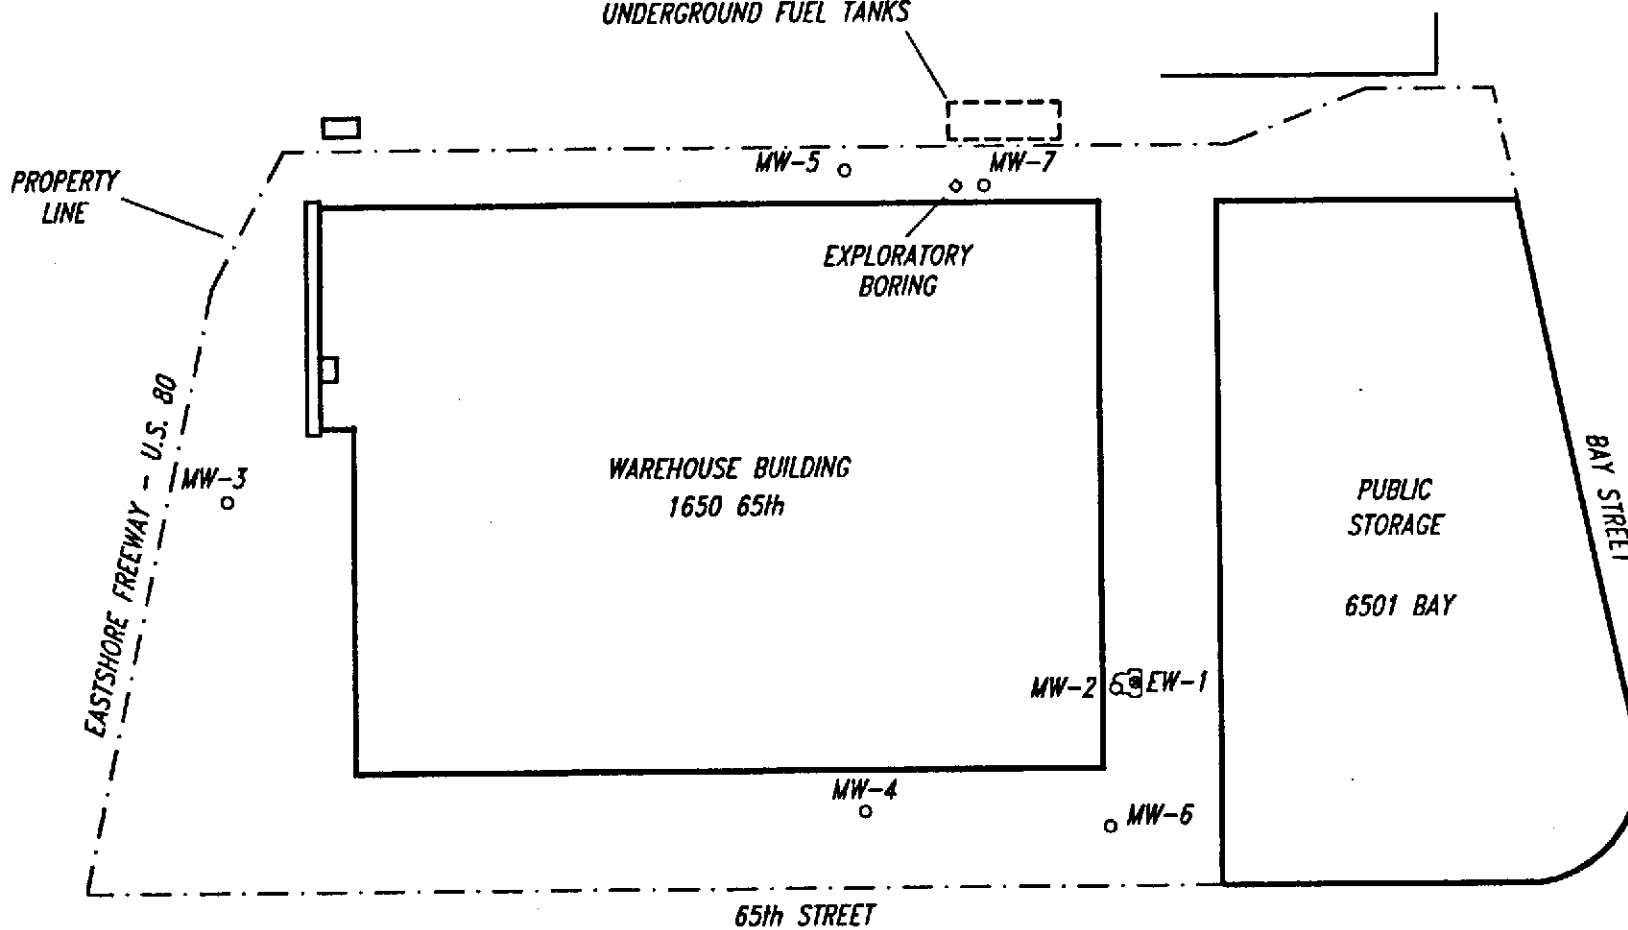 UNDERGROUND FUEL TANKS
MW-5
MW-7
PROPERTY
LINE
EXPLORATORY
BORING
EASTSHORE FREEWAY - U.S. 80
MW-3
WAREHOUSE BUILDING
1650 65th
PUBLIC
STORAGE
6501 BAY
BAY STREET
MW-2
EW-1
MW-4
MW-6
65th STREET